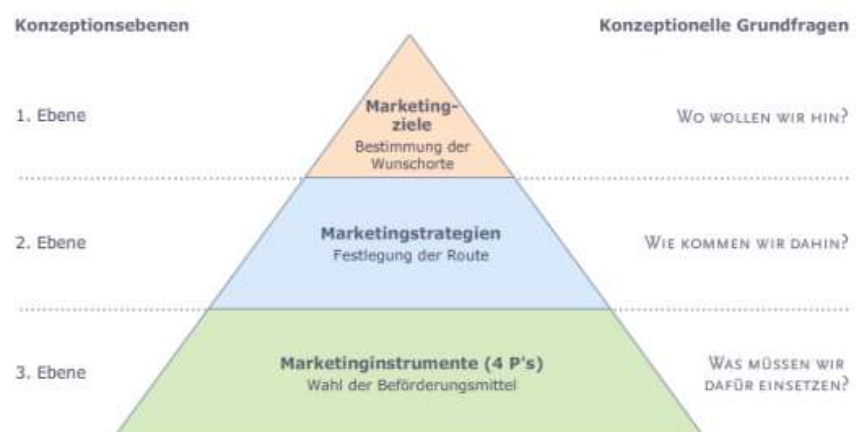 Konzeptionsebenen
Konzeptionelle Grundfragen
1. Ebene
Marketing-
ziele
Bestimmung der
Wunschorte
Wo wollen wir hin?
2. Ebene
Marketingstrategien
Festlegung der Route
Wie kommen wir dahin?
3. Ebene
Marketinginstrumente (4 P's)
Wahl der Beförderungsmittel
Was müssen wir
dafür einsetzen?